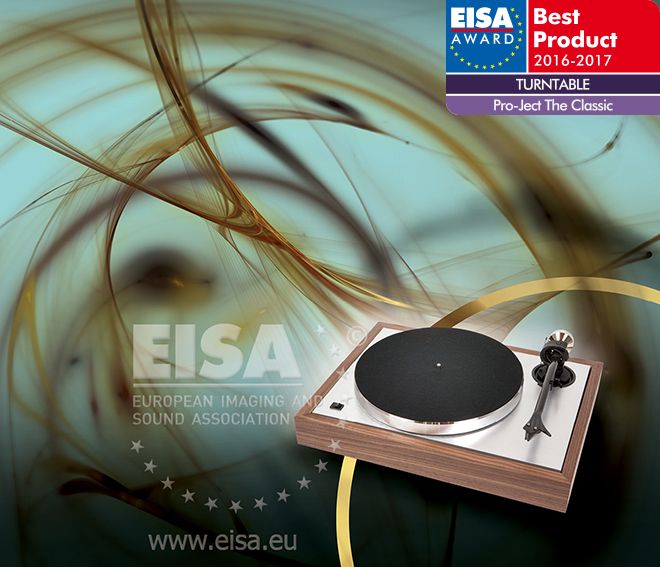 EISA
AWARD
Best
Product
2016-2017
TURNTABLE
Pro-Ject The Classic
©
EISA
EUROPEAN IMAGING AND
SOUND ASSOCIATION
www.eisa.eu